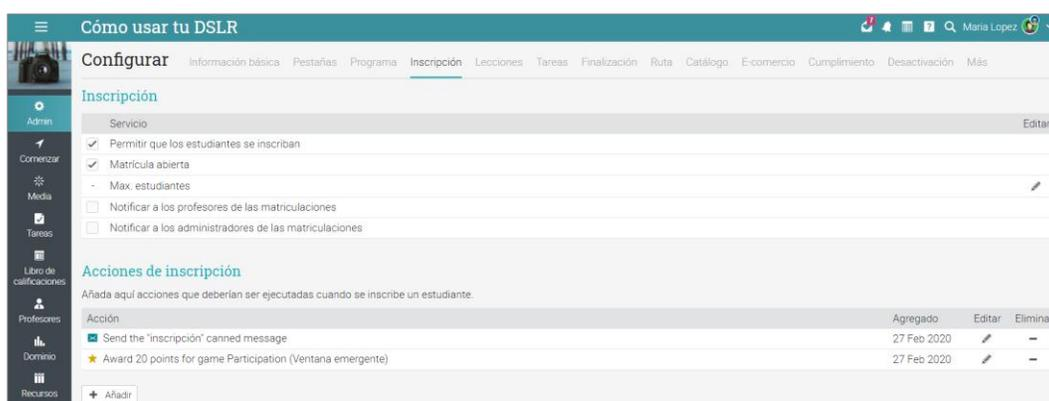 Cómo usar tu DSLR
Maria Lopez
Configurar Información básica Pestañas Programa Inscripción Lecciones Tareas Finalización Ruta Catálogo E-comercio Cumplimiento Desactivación Más
Admin
Comenzar
Media
Tareas
Libro de
calificaciones
Profesores
Dominio
Recursos
Inscripción
Servicio Editar
Permitir que los estudiantes se inscriban
Matrícula abierta
- Max. estudiantes
Notificar a los profesores de las matriculaciones
Notificar a los administradores de las matriculaciones
Acciones de inscripción
Añada aquí acciones que deberían ser ejecutadas cuando se inscribe un estudiante.
Acción Agregado Editar Elimina
Send the "inscripción" canned message 27 Feb 2020
Award 20 points for game Participation (Ventana emergente) 27 Feb 2020
+ Añadir